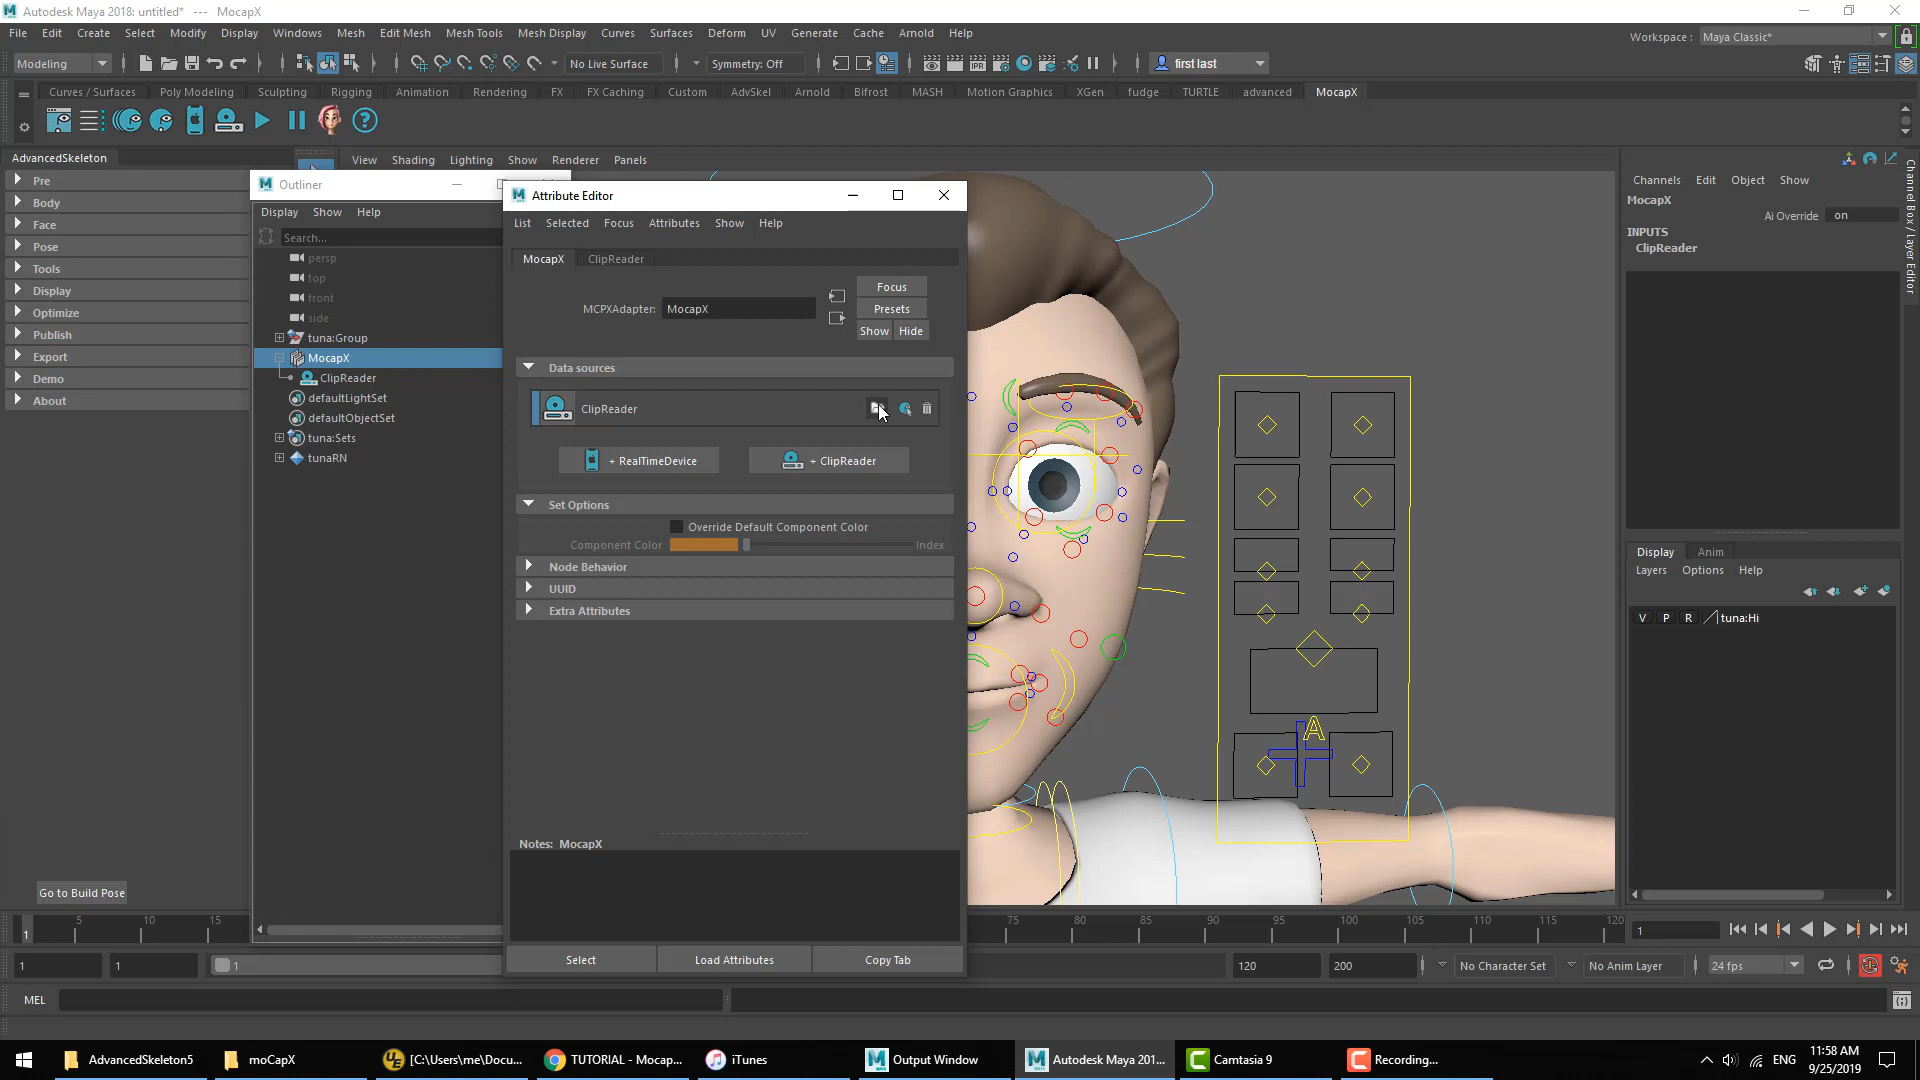 Autodesk Maya 2018: untitled*   ---   MocapX
File Edit Create Select Modify Display Windows Mesh Edit Mesh Mesh Tools Mesh Display Curves Surfaces Deform UV Generate Cache Arnold Help
Workspace : Maya Classic*
Modeling No Live Surface Symmetry: Off first last
Curves / Surfaces Poly Modeling Sculpting Rigging Animation Rendering FX FX Caching Custom AdvSkel Arnold Bifrost MASH Motion Graphics XGen fudge TURTLE advanced MocapX
AdvancedSkeleton
Pre
Body
Face
Pose
Tools
Display
Optimize
Publish
Export
Demo
About
Go to Build Pose
View Shading Lighting Show Renderer Panels
Outliner
Display Show Help
Search...
persp
top
front
side
tuna:Group
MocapX
ClipReader
defaultLightSet
defaultObjectSet
tuna:Sets
tunaRN
Attribute Editor
List Selected Focus Attributes Show Help
MocapX ClipReader
MCPXAdapter: MocapX
Focus
Presets
Show Hide
Data sources
ClipReader
+ RealTimeDevice + ClipReader
Set Options
Override Default Component Color
Component Color Index
Node Behavior
UUID
Extra Attributes
Notes: MocapX
Select Load Attributes Copy Tab
A
Channels Edit Object Show
MocapX
Ai Override on
INPUTS
ClipReader
Channel Box / Layer Editor
Display Anim
Layers Options Help
V P R tuna:Hi
1 5 10 15 75 80 85 90 95 100 105 110 115 120
1
1 1 1 120 200 No Character Set No Anim Layer 24 fps
MEL
AdvancedSkeleton5 moCapX [C:\Users\me\Docu... TUTORIAL - Mocap... iTunes Output Window Autodesk Maya 201... Camtasia 9 Recording...
ENG
11:58 AM
9/25/2019